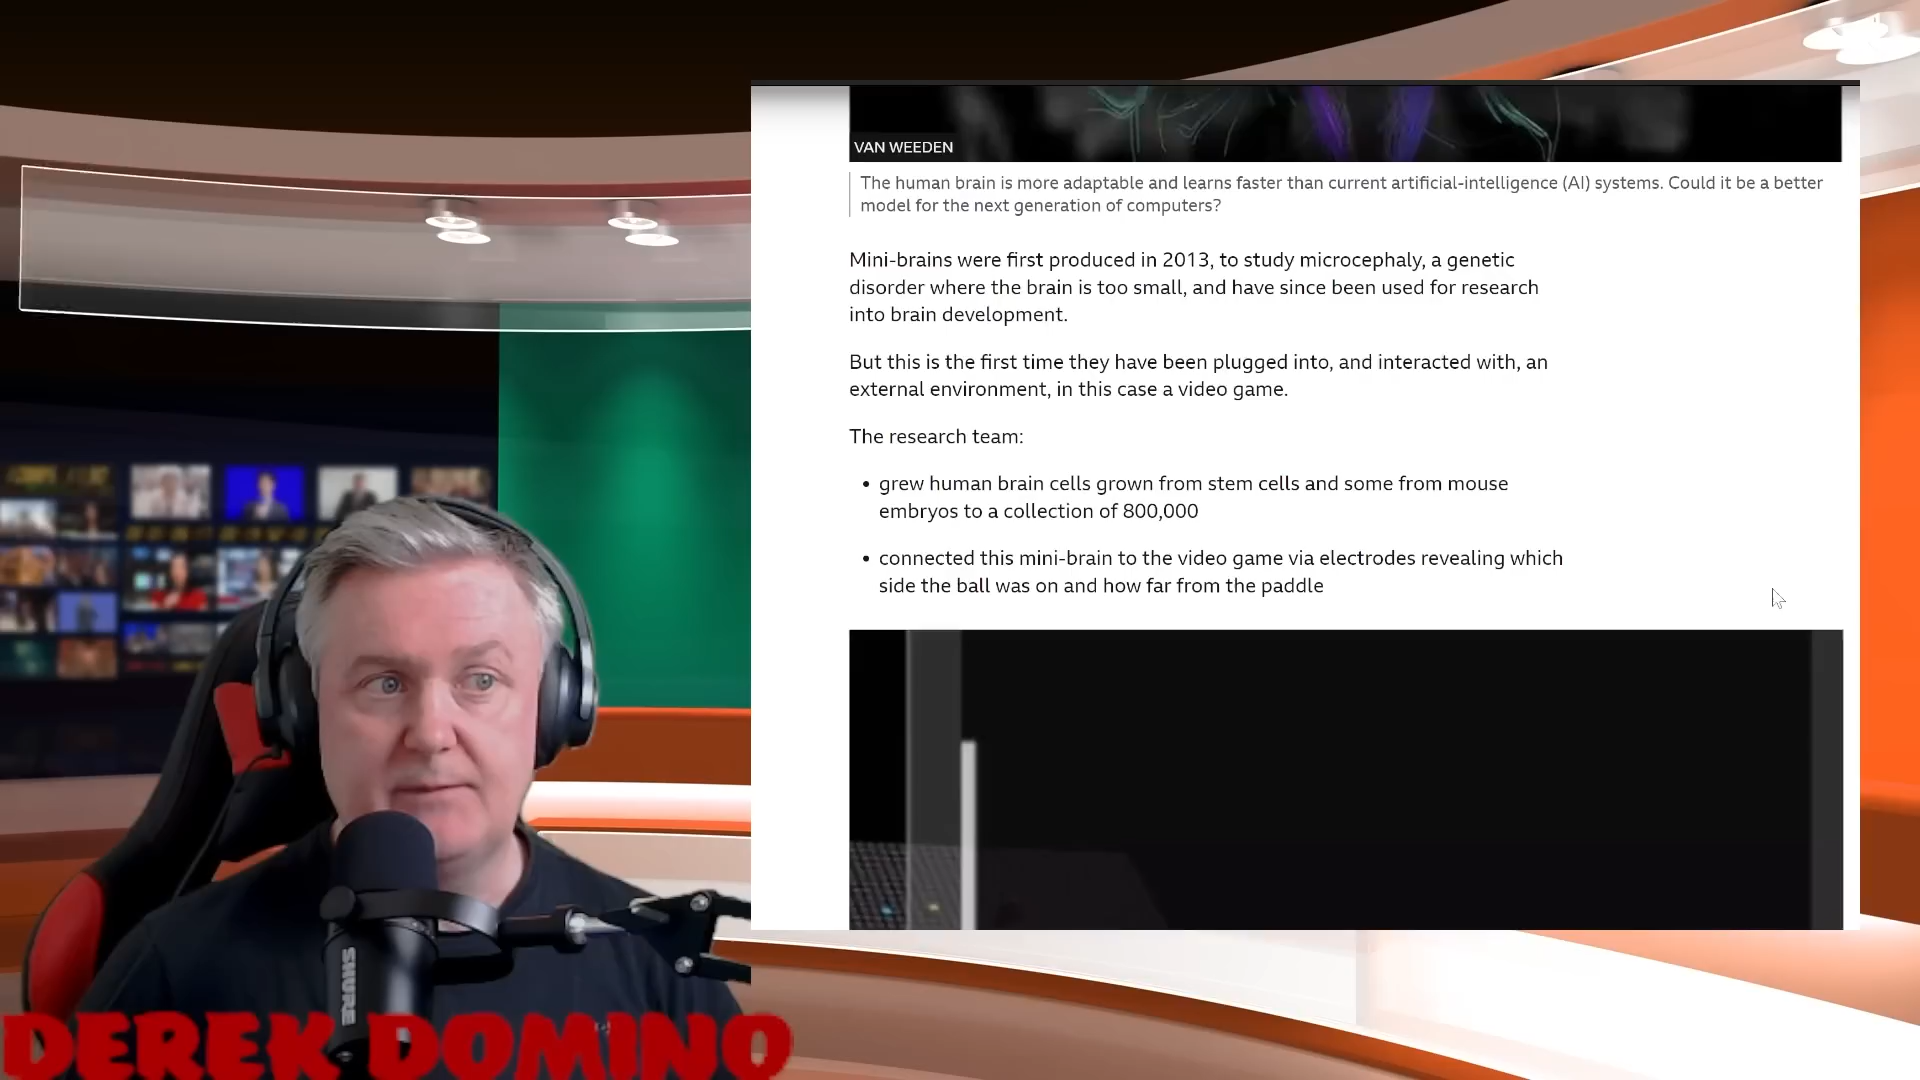 VAN WEEDEN
The human brain is more adaptable and learns faster than current artificial-intelligence (AI) systems. Could it be a better
model for the next generation of computers?
Mini-brains were first produced in 2013, to study microcephaly, a genetic
disorder where the brain is too small, and have since been used for research
into brain development.
But this is the first time they have been plugged into, and interacted with, an
external environment, in this case a video game.
The research team:
• grew human brain cells grown from stem cells and some from mouse
embryos to a collection of 800,000
• connected this mini-brain to the video game via electrodes revealing which
side the ball was on and how far from the paddle
SHURE
DEREK DOMINO